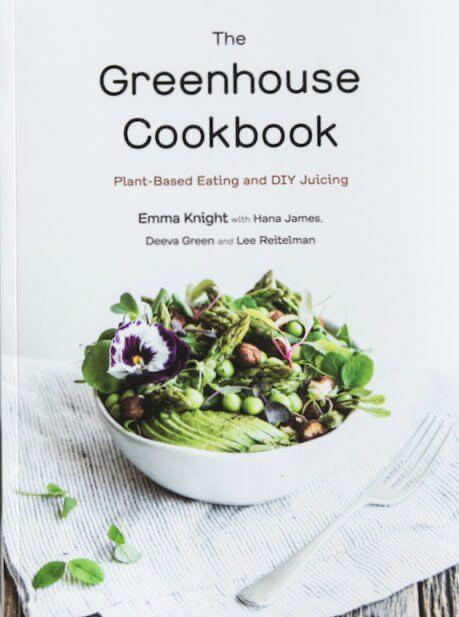 The
Greenhouse
Cookbook
Plant-Based Eating and DIY Juicing
Emma Knight with Hana James,
Deeva Green and Lee Reitelman